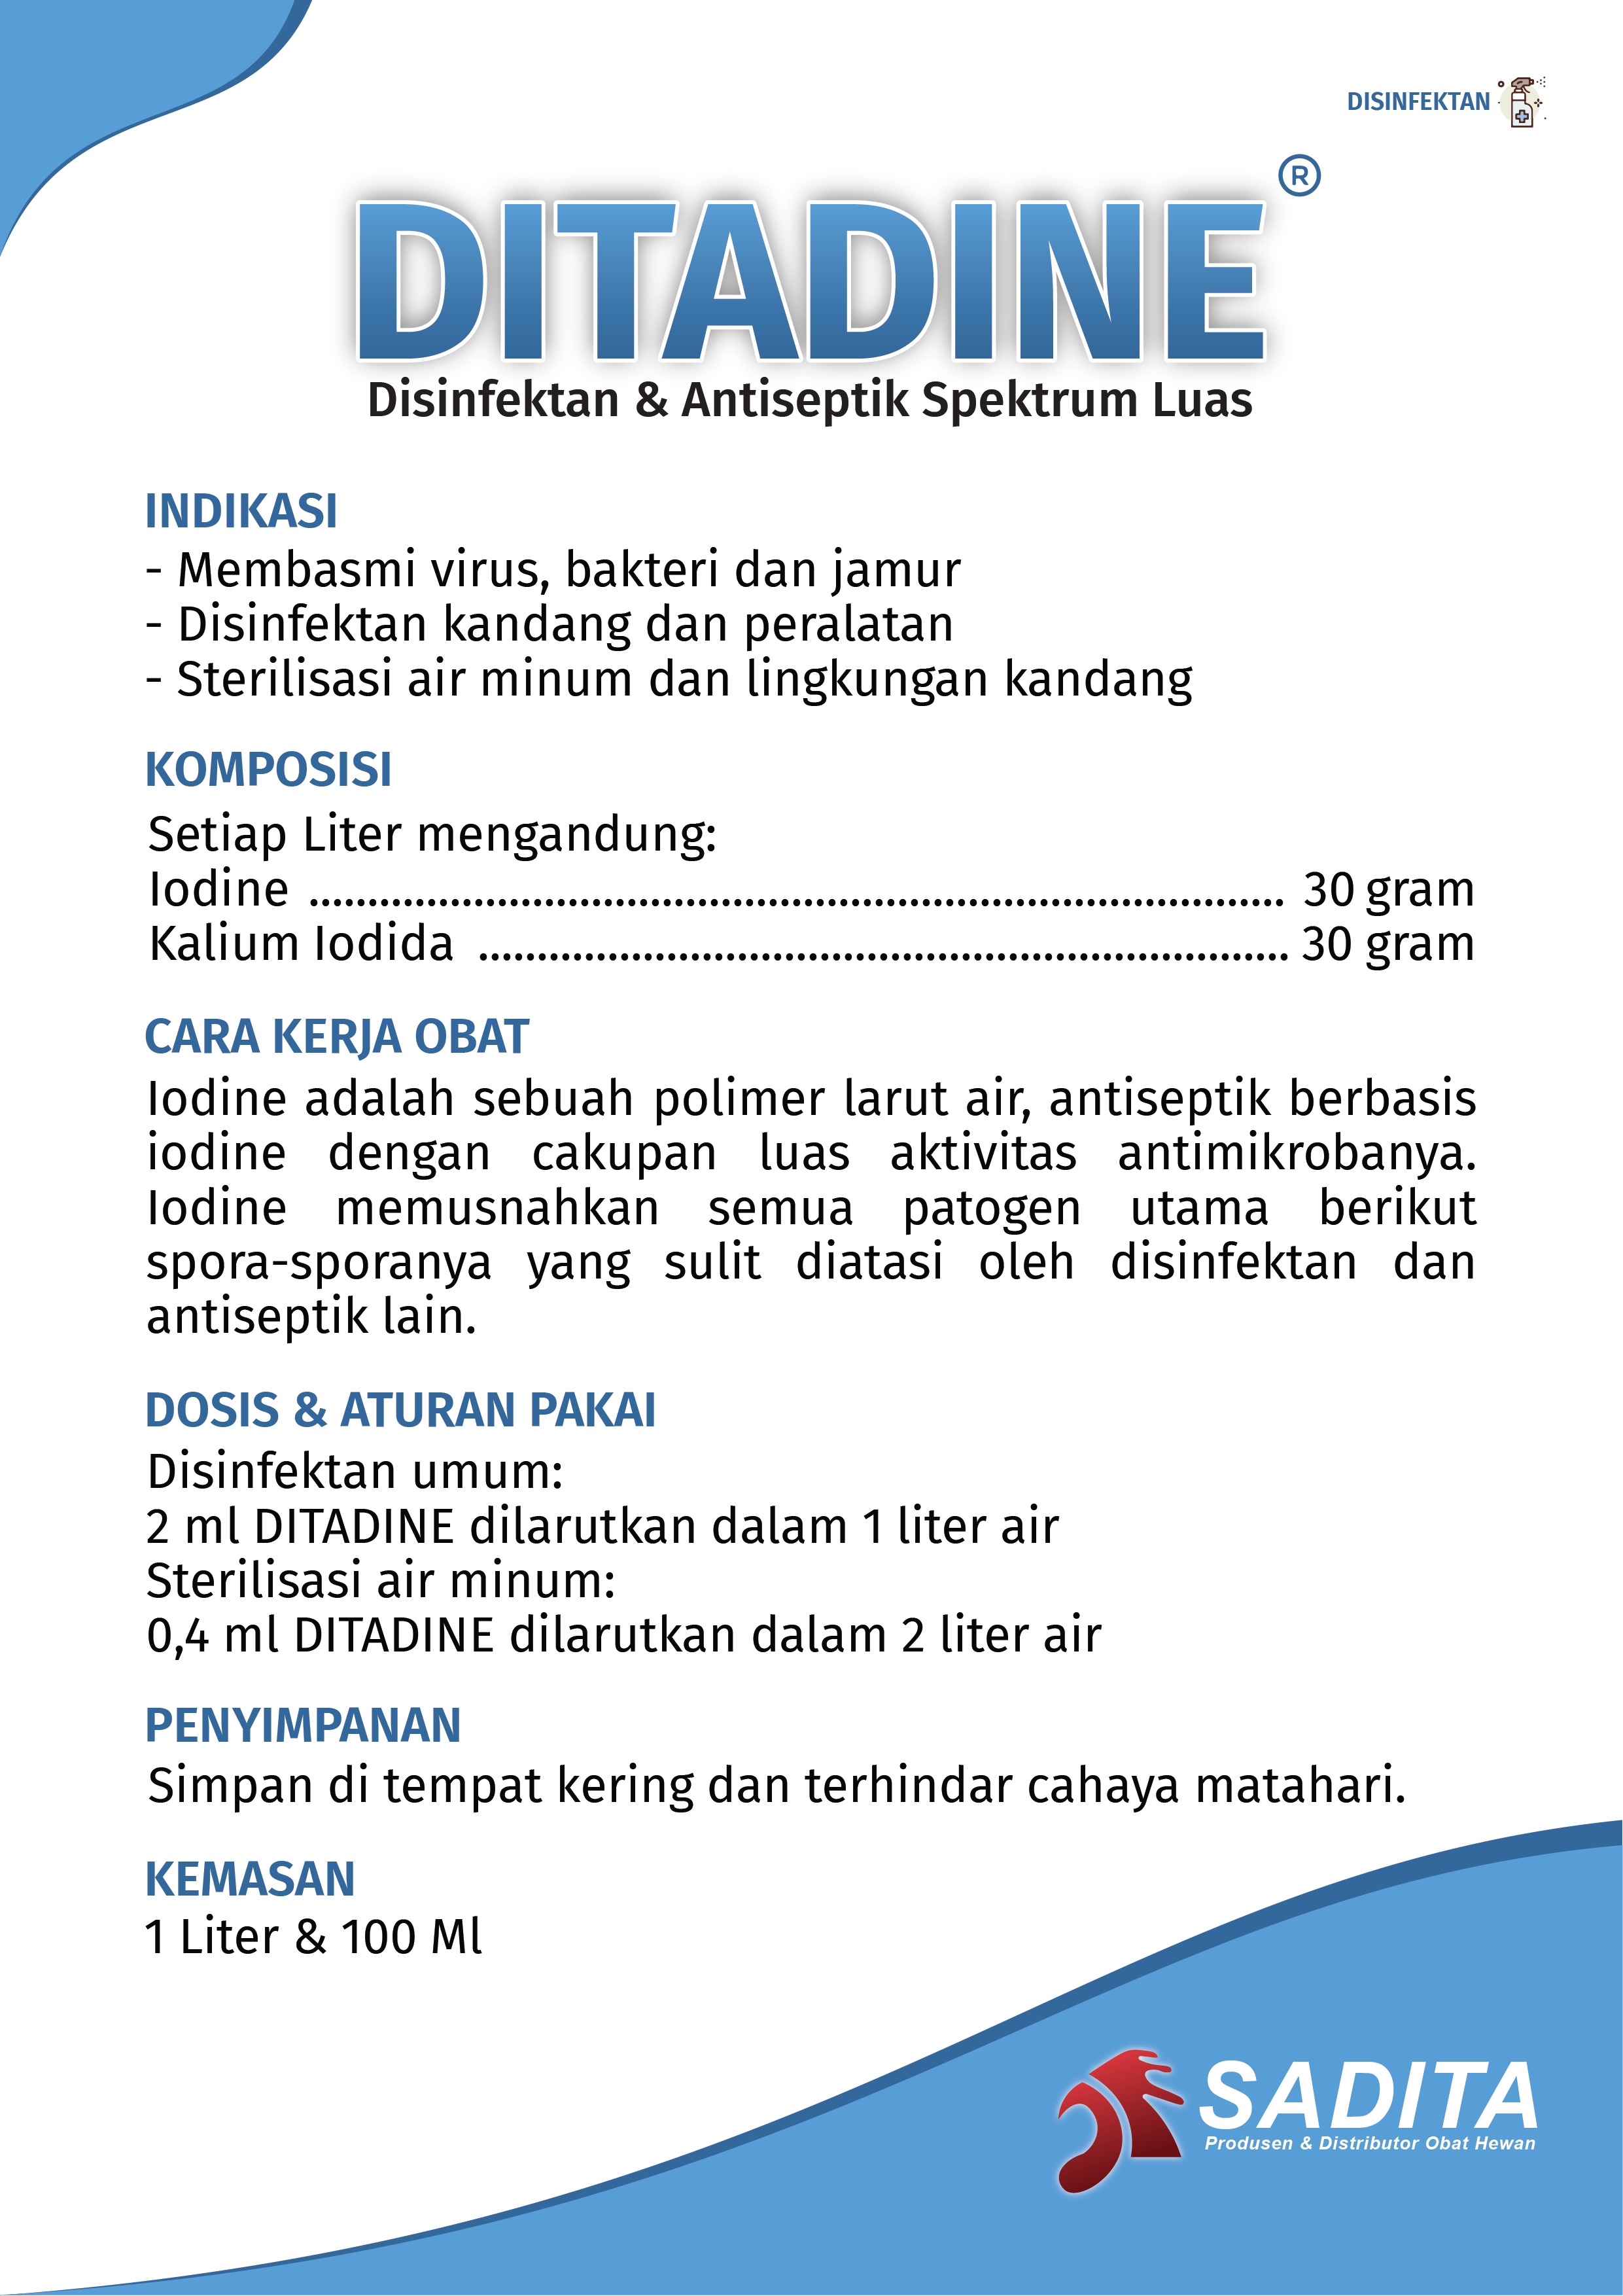 DISINFEKTAN
DITADINE ®
Disinfektan & Antiseptik Spektrum Luas
INDIKASI
- Membasmi virus, bakteri dan jamur
- Disinfektan kandang dan peralatan
- Sterilisasi air minum dan lingkungan kandang
KOMPOSISI
Setiap Liter mengandung:
Iodine ................................................................................... 30 gram
Kalium Iodida ..................................................................... 30 gram
CARA KERJA OBAT
Iodine adalah sebuah polimer larut air, antiseptik berbasis
iodine dengan cakupan luas aktivitas antimikrobanya.
Iodine memusnahkan semua patogen utama berikut
spora-sporanya yang sulit diatasi oleh disinfektan dan
antiseptik lain.
DOSIS & ATURAN PAKAI
Disinfektan umum:
2 ml DITADINE dilarutkan dalam 1 liter air
Sterilisasi air minum:
0,4 ml DITADINE dilarutkan dalam 2 liter air
PENYIMPANAN
Simpan di tempat kering dan terhindar cahaya matahari.
KEMASAN
1 Liter & 100 Ml
SADITA
Produsen & Distributor Obat Hewan